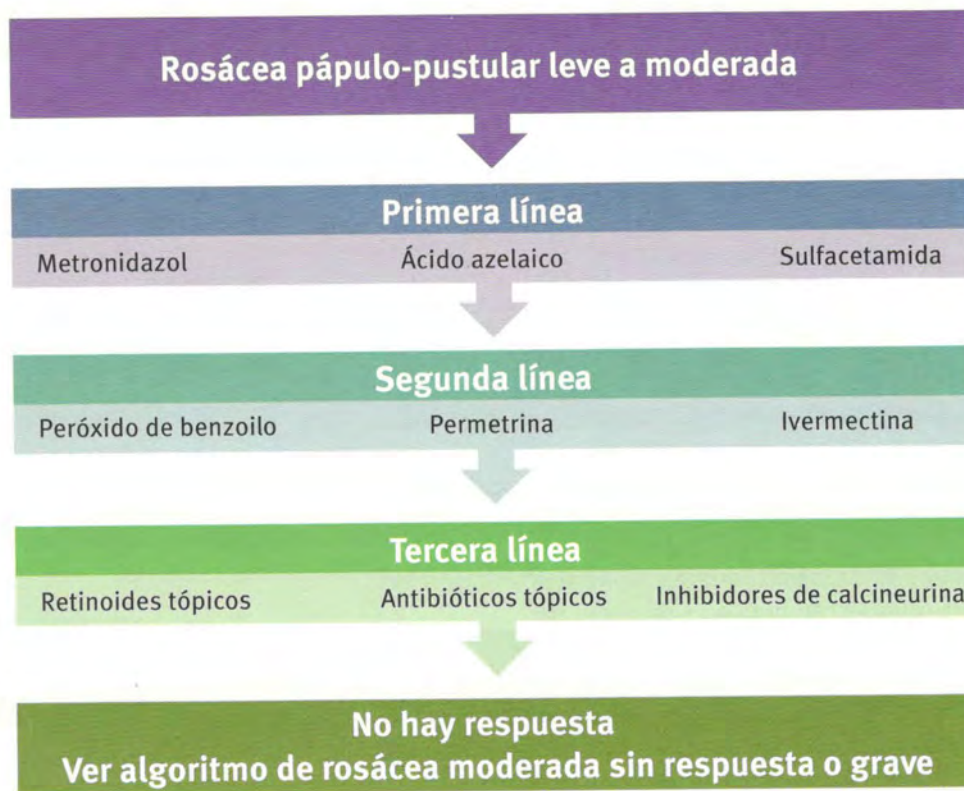 Rosácea pápulo-pustular leve a moderada
Primera línea
Metronidazol Ácido azelaico Sulfacetamida
Segunda línea
Peróxido de benzoilo Permetrina Ivermectina
Tercera línea
Retinoides tópicos Antibióticos tópicos Inhibidores de calcineurina
No hay respuesta
Ver algoritmo de rosácea moderada sin respuesta o grave